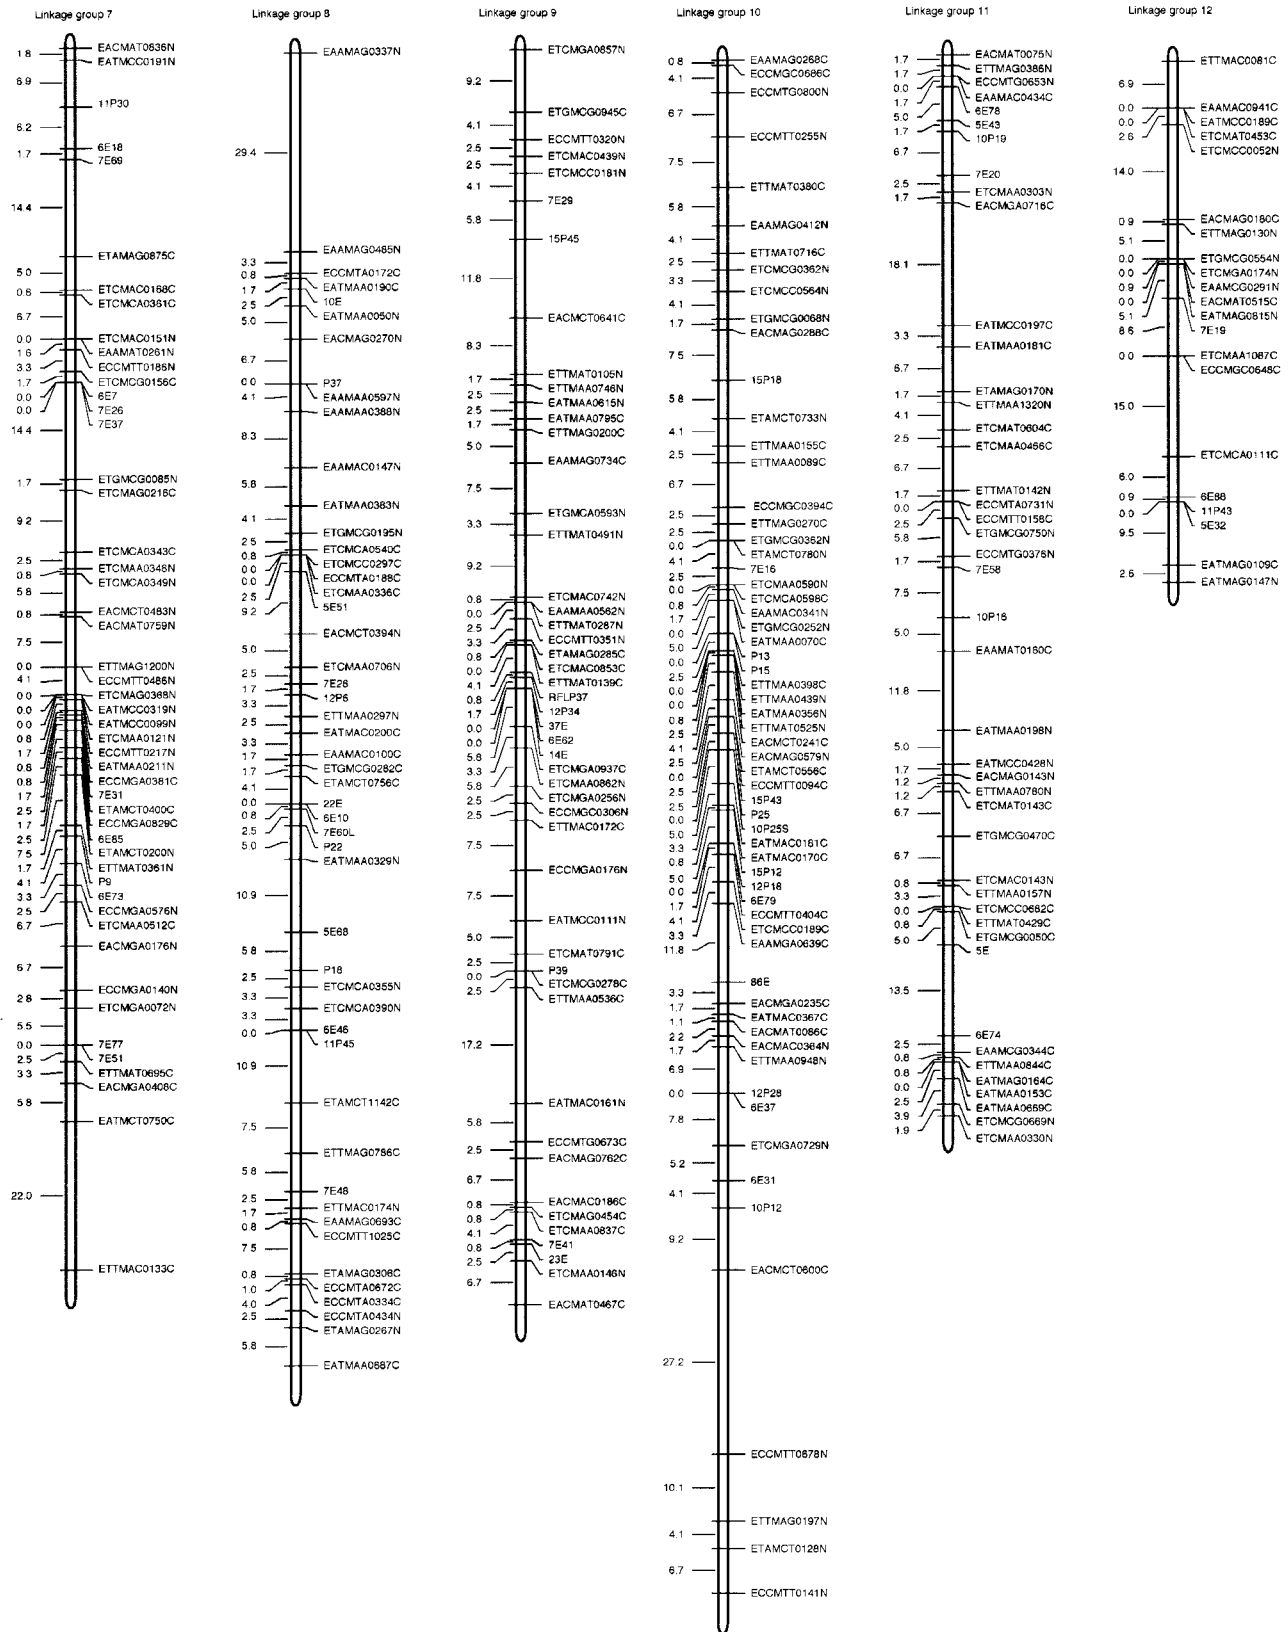 Linkage group 7
1.8
6.9
6.2
1.7
14.4
5.0
0.8
6.7
0.0
1.6
3.3
1.7
0.0
0.0
14.4
1.7
9.2
2.5
0.8
5.8
0.8
7.5
0.0
4.1
0.0
0.0
0.0
0.8
1.7
0.8
0.8
1.7
2.5
1.7
2.5
7.5
1.7
4.1
3.3
2.5
6.7
6.7
2.8
5.5
0.0
2.5
3.3
5.8
22.0
EACMAT0836N
EATMCC0191N
11P30
6E18
7E69
ETAMAG0875C
ETCMAC0168C
ETCMCA0361C
ETCMAC0151N
EAAMAT0261N
ECCMTT0186N
ETCMCG0156C
6E7
7E26
7E37
ETGMCG0085N
ETCMAG0216C
ETCMCA0343C
ETCMAA0348N
ETCMCA0349N
EACMCT0483N
EACMAT0759N
ETTMAG1200N
ECCMTT0486N
ETCMAG0368N
EATMCC0319N
EATMCC0099N
ETCMAA0121N
ECCMTT0217N
EATMAA0211N
ECCMGA0381C
7E31
ETAMCT0400C
ECCMGA0829C
6E85
ETAMCT0200N
ETTMAT0361N
P9
6E73
ECCMGA0576N
ETCMAA0512C
EACMGA0176N
ECCMGA0140N
ETCMGA0072N
7E77
7E51
ETTMAT0695C
EACMGA0408C
EATMCT0750C
ETTMAC0133C
Linkage group 8
29.4
3.3
0.8
1.7
2.5
5.0
6.7
0.0
4.1
8.3
5.8
4.1
2.5
0.8
0.0
0.0
2.5
9.2
5.0
2.5
1.7
3.3
2.5
3.3
1.7
1.7
4.1
0.0
0.8
2.5
5.0
10.9
5.8
2.5
3.3
3.3
0.0
10.9
7.5
5.8
2.5
1.7
0.8
7.5
0.8
1.0
4.0
2.5
5.8
EAAMAG0337N
EAAMAG0485N
ECCMTA0172C
EATMAA0190C
10E
EATMAA0050N
EACMAG0270N
P37
EAAMAA0597N
EAAMAA0388N
EAAMAC0147N
EATMAA0383N
ETGMCG0195N
ETCMCA0540C
ETCMCC0297C
ECCMTA0188C
ETCMAA0336C
5E51
EACMCT0394N
ETCMAA0706N
7E28
12P6
ETTMAA0297N
EATMAC0200C
EAAMAC0100C
ETGMCG0282C
ETAMCT0756C
22E
6E10
7E60L
P22
EATMAA0329N
5E68
P18
ETCMCA0355N
ETCMCA0390N
6E46
11P45
ETAMCT1142C
ETTMAG0786C
7E48
ETTMAC0174N
EAAMAG0693C
ECCMTT1025C
ETAMAG0306C
ECCMTA0672C
ECCMTA0334C
ECCMTA0434N
ETAMAG0267N
EATMAA0687C
Linkage group 9
9.2
4.1
2.5
2.5
4.1
5.8
11.8
8.3
1.7
2.5
2.5
1.7
5.0
7.5
3.3
9.2
0.8
0.0
2.5
3.3
0.8
0.0
4.1
0.8
1.7
0.0
0.0
5.8
3.3
5.8
2.5
2.5
7.5
7.5
5.0
2.5
0.0
2.5
17.2
5.8
2.5
6.7
0.8
0.8
4.1
0.8
2.5
6.7
ETCMGA0857N
ETGMCG0945C
ECCMTT0320N
ETCMAC0439N
ETCMCC0181N
7E29
15P45
EACMCT0641C
ETTMAT0105N
ETTMAA0746N
EATMAA0615N
EATMAA0795C
ETTMAG0200C
EAAMAG0734C
ETGMCA0593N
ETTMAT0491N
ETCMAC0742N
EAAMAA0562N
ETTMAT0287N
ECCMTT0351N
ETAMAG0285C
ETCMAC0853C
ETTMAT0139C
RFLP37
12P34
37E
6E62
14E
ETCMGA0937C
ETCMAA0862N
ETCMGA0256N
ECCMGC0306N
ETTMAC0172C
ECCMGA0176N
EATMCC0111N
ETCMAT0791C
P39
ETCMCG0278C
ETTMAA0536C
EATMAC0161N
ECCMTG0673C
EACMAG0762C
EACMAC0186C
ETCMAG0454C
ETCMAA0837C
7E41
23E
ETCMAA0146N
EACMAT0467C
Linkage group 10
0.8
4.1
6.7
7.5
5.8
4.1
2.5
3.3
4.1
1.7
7.5
5.8
4.1
2.5
6.7
2.5
2.5
0.0
4.1
2.5
0.0
0.8
1.7
0.0
5.0
0.0
2.5
0.0
0.0
0.8
2.5
4.1
2.5
0.0
0.0
2.5
0.0
5.0
3.3
0.8
5.0
0.0
1.7
4.1
3.3
11.8
3.3
1.7
1.1
2.2
1.7
6.9
0.0
7.8
5.2
4.1
9.2
27.2
10.1
4.1
6.7
EAAMAG0268C
ECCMGC0686C
ECCMTG0800N
ECCMTT0255N
ETTMAT0380C
EAAMAG0412N
ETTMAT0716C
ETCMCG0362N
ETCMCC0564N
ETGMCG0068N
EACMAG0288C
15P18
ETAMCT0733N
ETTMAA0155C
ETTMAA0089C
ECCMGC0394C
ETTMAG0270C
ETGMCG0362N
ETAMCT0780N
7E16
ETCMAA0590N
ETCMCA0598C
EAAMAC0341N
ETGMCG0252N
EATMAA0070C
P13
P15
ETTMAA0398C
ETTMAA0439N
EATMAA0356N
ETTMAT0525N
EACMCT0241C
EACMAG0579N
ETAMCT0556C
ECCMTT0094C
15P43
P25
10P25S
EATMAC0181C
EATMAC0170C
15P12
12P18
6E79
ECCMTT0404C
ETCMCC0189C
EAAMGA0639C
86E
EACMGA0235C
EATMAC0367C
EACMAT0086C
EACMAC0364N
ETTMAA0948N
12P28
6E37
ETCMGA0729N
6E31
10P12
EACMCT0600C
ECCMTT0678N
ETTMAG0197N
ETAMCT0128N
ECCMTT0141N
Linkage group 11
1.7
1.7
0.0
1.7
5.0
1.7
6.7
2.5
1.7
18.1
3.3
6.7
1.7
4.1
2.5
6.7
1.7
0.0
2.5
5.8
1.7
7.5
5.0
11.8
5.0
1.7
1.2
1.2
6.7
6.7
0.8
3.3
0.0
0.8
5.0
13.5
2.5
0.8
0.8
0.0
2.5
3.9
1.9
EACMAT0075N
ETTMAG0386N
ECCMTG0653N
EAAMAC0434C
6E78
5E43
10P19
7E20
ETCMAA0303N
EACMGA0716C
EATMCC0197C
EATMAA0181C
ETAMAG0170N
ETTMAA1320N
ETCMAT0604C
ETCMAA0466C
ETTMAT0142N
ECCMTA0731N
ECCMTT0158C
ETGMCG0750N
ECCMTG0376N
7E58
10P16
EAAMAT0160C
EATMAA0198N
EATMCC0428N
EACMAG0143N
ETTMAA0780N
ETCMAT0143C
ETGMCG0470C
ETCMAC0143N
ETTMAA0157N
ETCMCC0662C
ETTMAT0429C
ETGMCG0050C
5E
6E74
EAAMCG0344C
ETTMAA0844C
EATMAG0164C
ETCMAA0153C
EATMAA0669C
ETCMCG0669N
ETCMAA0330N
Linkage group 12
6.9
0.0
0.0
2.6
14.0
0.9
5.1
0.0
0.0
0.9
0.0
5.1
8.6
0.0
15.0
6.0
0.9
0.0
9.5
2.6
ETTMAC0081C
EAAMAC0941C
EATMCC0189C
ETCMAT0453C
ETCMCC0052N
EACMAG0180C
ETTMAG0130N
ETGMCG0554N
ETCMGA0174N
EAAMCG0291N
EACMAT0515C
EATMAG0815N
7E19
ETCMAA1087C
ECCMGC0648C
ETCMCA0111C
6E88
11P43
5E32
EATMAG0109C
EATMAG0147N